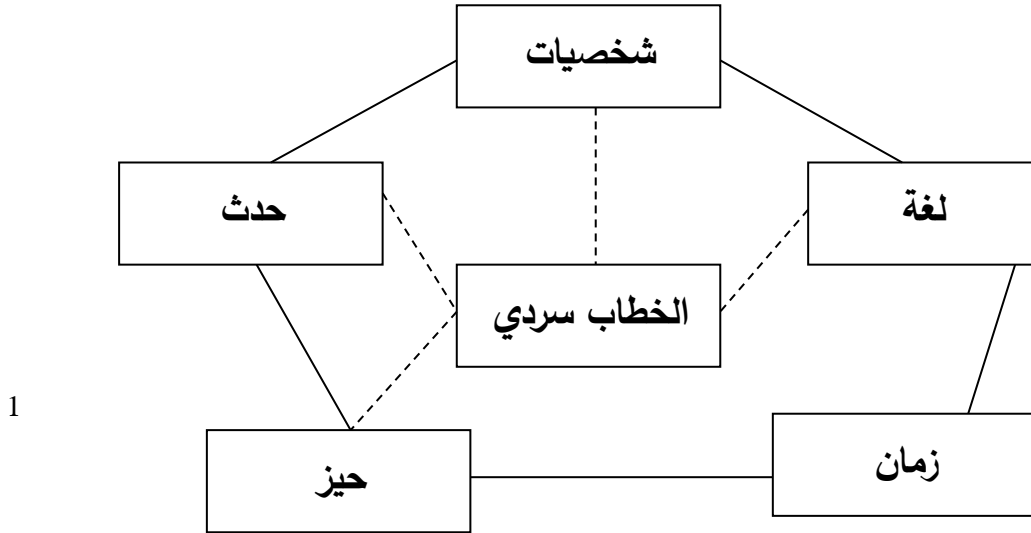 شخصيات
لغة
حدث
الخطاب سردي
1
زمان
حيز